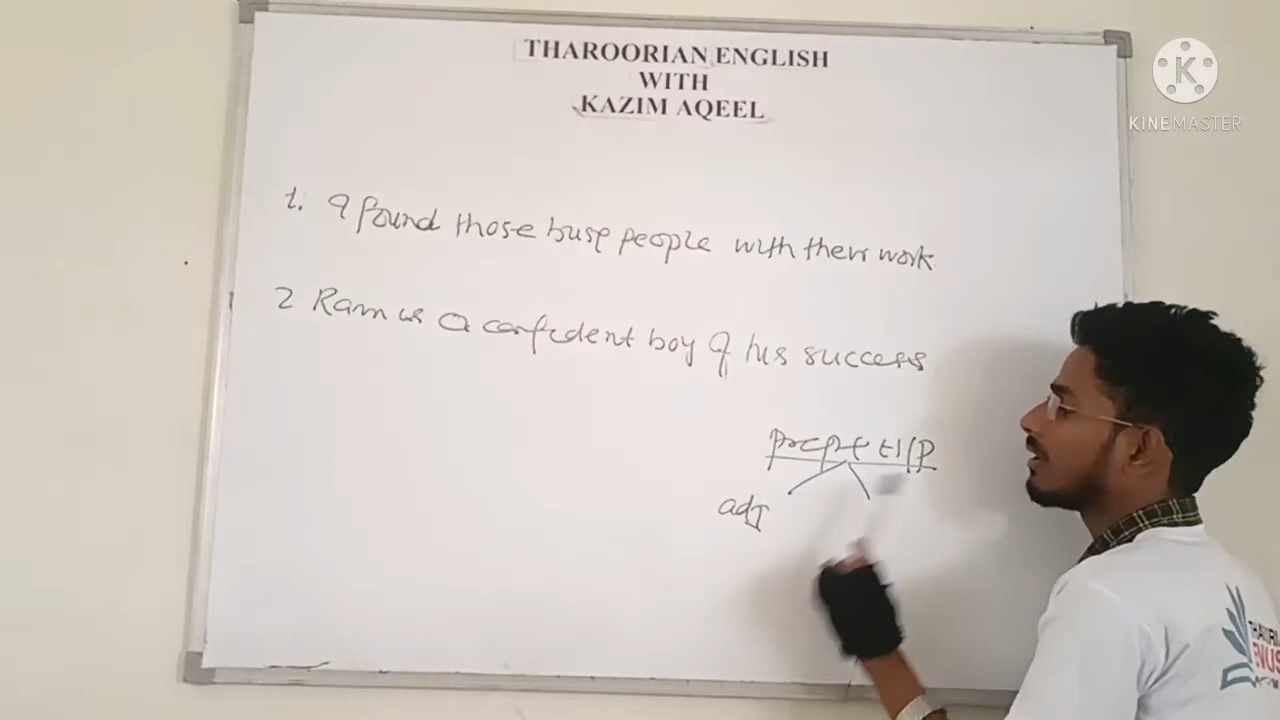 THAROORIAN ENGLISH
WITH
KAZIM AQEEL
KINEMASTER
1. I found those busy people with their work.
2 Ram is a confident boy of his success
prep + N/P
adj